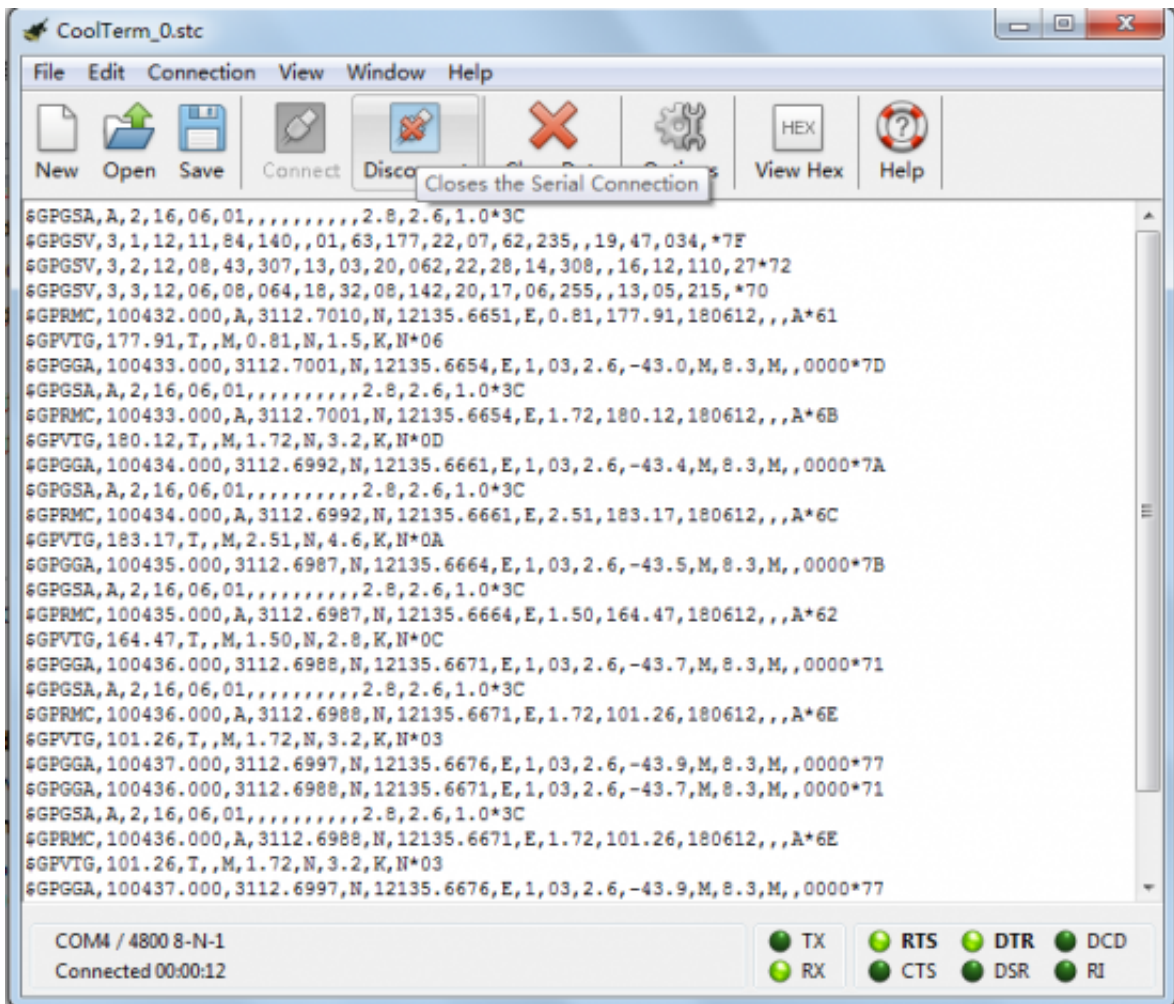 CoolTerm_0.stc
File Edit Connection View Window Help
New Open Save Connect View Hex Help
HEX
Closes the Serial Connection
$GPGSA,A,2,16,06,01,,,,,,,,,,2.8,2.6,1.0*3C
$GPGSV,3,1,12,11,84,140,,01,63,177,22,07,62,235,,19,47,034,*7F
$GPGSV,3,2,12,08,43,307,13,03,20,062,22,28,14,308,,16,12,110,27*72
$GPGSV,3,3,12,06,08,064,18,32,08,142,20,17,06,255,,13,05,215,*70
$GPRMC,100432.000,A,3112.7010,N,12135.6651,E,0.81,177.91,180612,,,A*61
$GPVTG,177.91,T,,M,0.81,N,1.5,K,N*06
$GPGGA,100433.000,3112.7001,N,12135.6654,E,1,03,2.6,-43.0,M,8.3,M,,0000*7D
$GPGSA,A,2,16,06,01,,,,,,,,,,2.8,2.6,1.0*3C
$GPRMC,100433.000,A,3112.7001,N,12135.6654,E,1.72,180.12,180612,,,A*6B
$GPVTG,180.12,T,,M,1.72,N,3.2,K,N*0D
$GPGGA,100434.000,3112.6992,N,12135.6661,E,1,03,2.6,-43.4,M,8.3,M,,0000*7A
$GPGSA,A,2,16,06,01,,,,,,,,,,2.8,2.6,1.0*3C
$GPRMC,100434.000,A,3112.6992,N,12135.6661,E,2.51,183.17,180612,,,A*6C
$GPVTG,183.17,T,,M,2.51,N,4.6,K,N*0A
$GPGGA,100435.000,3112.6987,N,12135.6664,E,1,03,2.6,-43.5,M,8.3,M,,0000*7B
$GPGSA,A,2,16,06,01,,,,,,,,,,2.8,2.6,1.0*3C
$GPRMC,100435.000,A,3112.6987,N,12135.6664,E,1.50,164.47,180612,,,A*62
$GPVTG,164.47,T,,M,1.50,N,2.8,K,N*0C
$GPGGA,100436.000,3112.6988,N,12135.6671,E,1,03,2.6,-43.7,M,8.3,M,,0000*71
$GPGSA,A,2,16,06,01,,,,,,,,,,2.8,2.6,1.0*3C
$GPRMC,100436.000,A,3112.6988,N,12135.6671,E,1.72,101.26,180612,,,A*6E
$GPVTG,101.26,T,,M,1.72,N,3.2,K,N*03
$GPGGA,100437.000,3112.6997,N,12135.6676,E,1,03,2.6,-43.9,M,8.3,M,,0000*77
$GPGGA,100436.000,3112.6988,N,12135.6671,E,1,03,2.6,-43.7,M,8.3,M,,0000*71
$GPGSA,A,2,16,06,01,,,,,,,,,,2.8,2.6,1.0*3C
$GPRMC,100436.000,A,3112.6988,N,12135.6671,E,1.72,101.26,180612,,,A*6E
$GPVTG,101.26,T,,M,1.72,N,3.2,K,N*03
$GPGGA,100437.000,3112.6997,N,12135.6676,E,1,03,2.6,-43.9,M,8.3,M,,0000*77
COM4 / 4800 8-N-1
Connected 00:00:12
TX RTS DTR DCD
RX CTS DSR RI